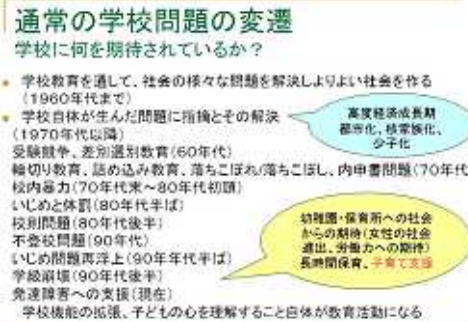 通常の学校問題の変遷
学校に何を期待されているか？
学校教育を通して、社会の様々な問題を解決しよりよい社会を作る
（1960年代まで）
学校自体が生んだ問題に指摘とその解決
（1970年代以降）
高度経済成長期
都市化、核家族化、
少子化
受験競争、差別選別教育（60年代）
輪切り教育、詰め込み教育、落ちこぼれ/落ちこぼし、内申書問題（70年代
校内暴力（70年代末～80年代初頭）
いじめと体罰（80年代半ば）
校則問題（80年代後半）
不登校問題（90年代）
いじめ問題再浮上（90年年代半ば）
学級崩壊（90年代後半）
発達障害への支援（現在）
幼稚園・保育所への社会
からの期待（女性の社会
進出、労働力への期待）
長時間保育、子育て支援
学校機能の拡張、子どもの心を理解すること自体が教育活動になる